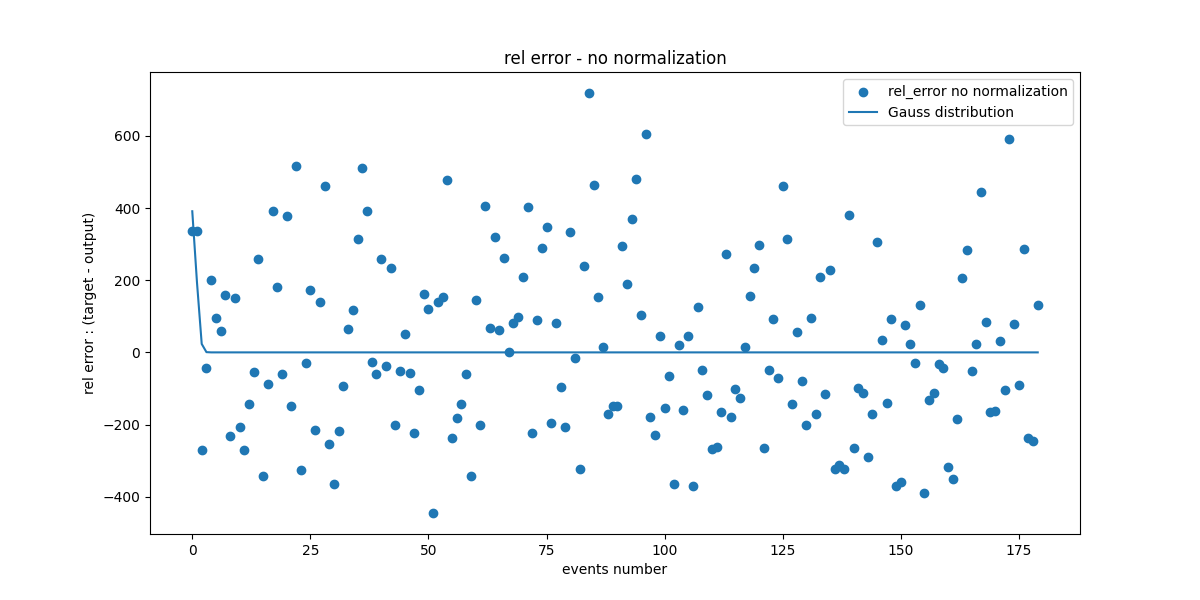 rel error - no normalization
rel_error no normalization
Gauss distribution
rel error : (target - output)
600
400
200
0
−200
−400
0
25
50
75
100
125
150
175
events number